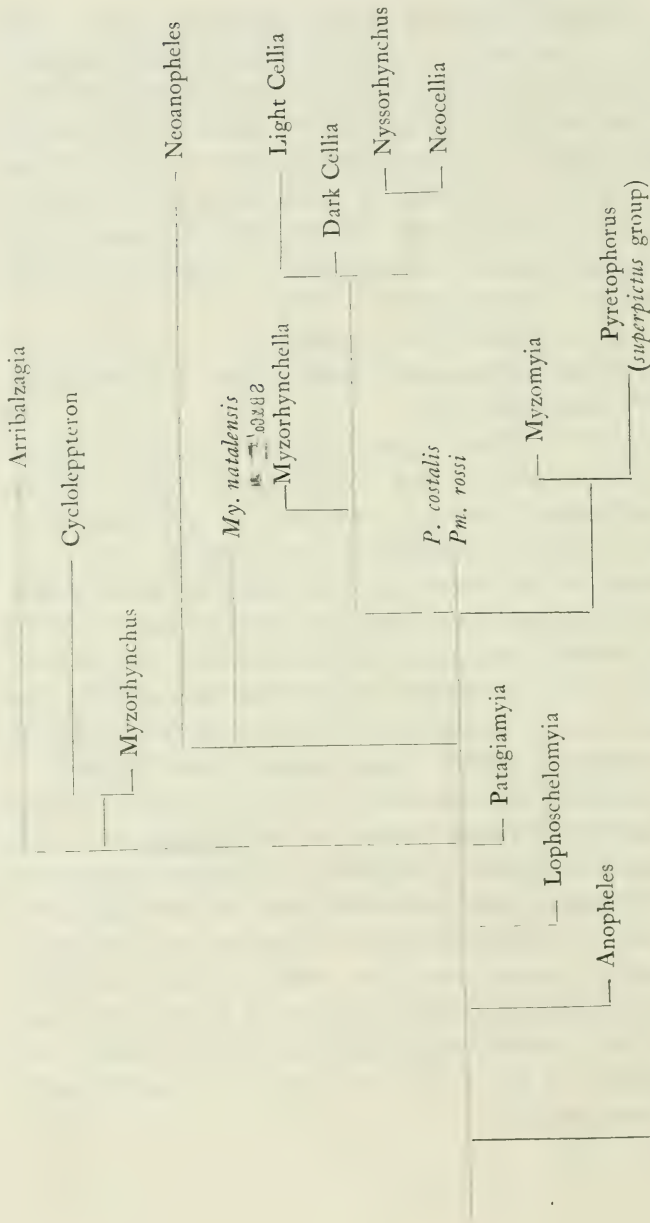 Arribalzagia
Cycloleppteron
Myzorhynchus
Neoanopheles
My. natalensis
Myzorhynchella
Light Cellia
Dark Cellia
Nyssorhynchus
Neocellia
P. costalis
Pm. rossi
Patagiamyia
Lophoschelomyia
Anopheles
Myzomyia
Pyretophorus
(superpictus group)